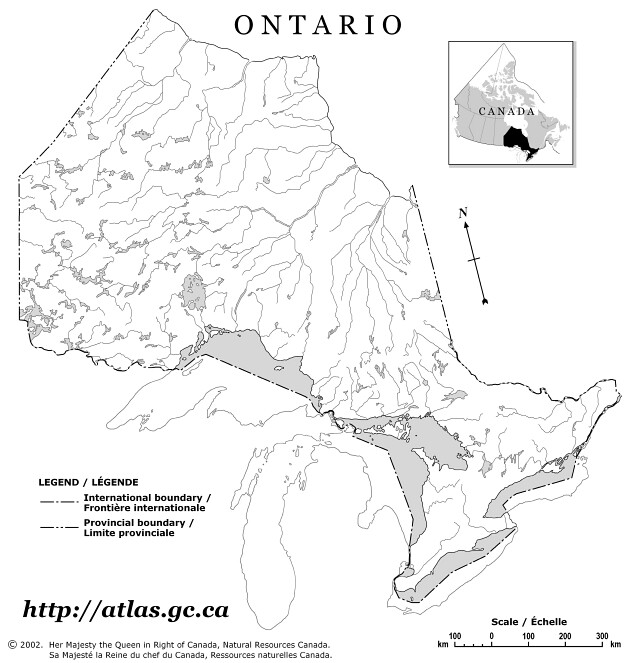 ONTARIO
CANADA
N
LEGEND / LÉGENDE
International boundary /
Frontière internationale
Provincial boundary /
Limite provinciale
http://atlas.gc.ca
Scale / Échelle
km 100 0 100 200 300 km
© 2002. Her Majesty the Queen in Right of Canada, Natural Resources Canada.
Sa Majesté la Reine du chef du Canada, Ressources naturelles Canada.